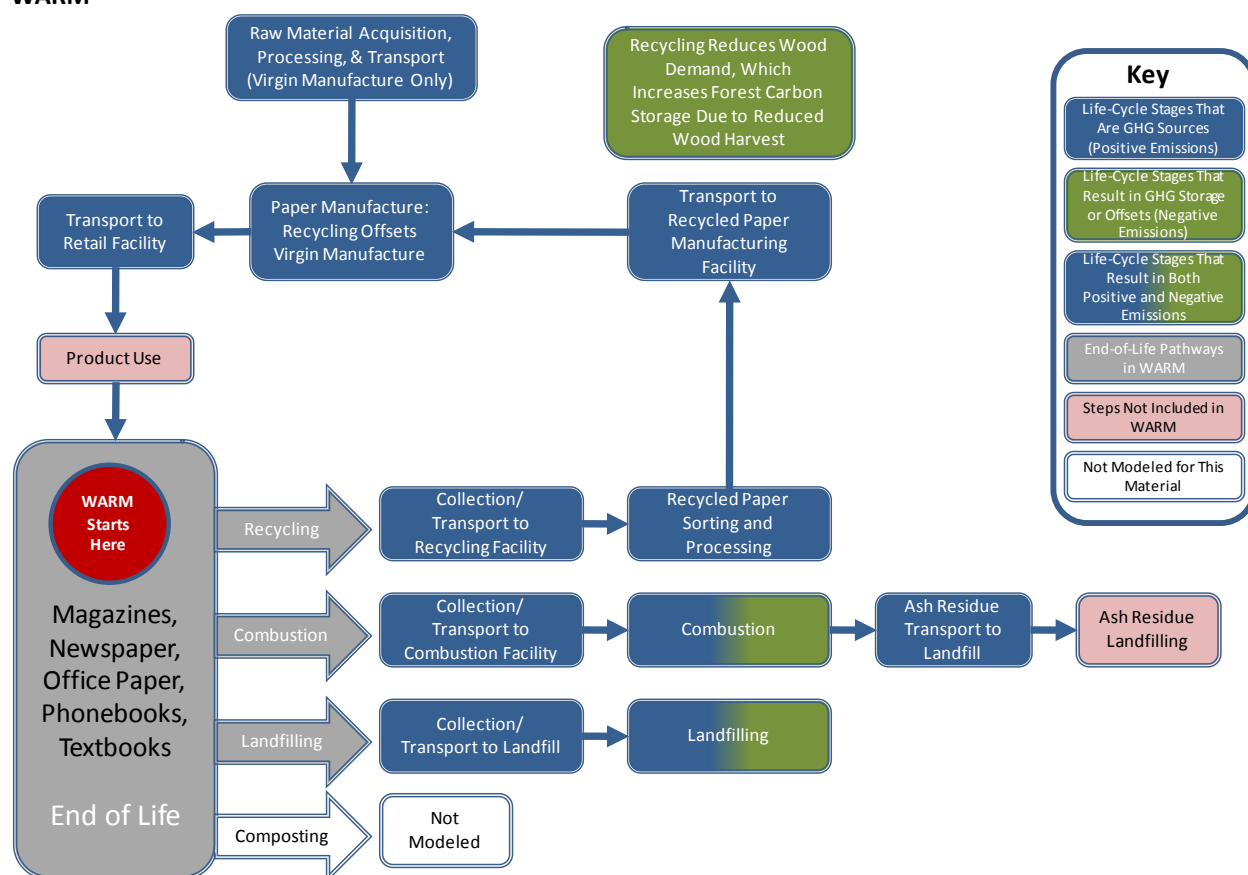 WARM
Raw Material Acquisition,
Processing, & Transport
(Virgin Manufacture Only)
Recycling Reduces Wood
Demand, Which
Increases Forest Carbon
Storage Due to Reduced
Wood Harvest
Key
Life-Cycle Stages That
Are GHG Sources
(Positive Emissions)
Life-Cycle Stages That
Result in GHG Storage
or Offsets (Negative
Emissions)
Life-Cycle Stages That
Result in Both
Positive and Negative
Emissions
End-of-Life Pathways
in WARM
Steps Not Included in
WARM
Not Modeled for This
Material
Transport to
Retail Facility
Paper Manufacture:
Recycling Offsets
Virgin Manufacture
Transport to
Recycled Paper
Manufacturing
Facility
Product Use
WARM
Starts
Here
Magazines,
Newspaper,
Office Paper,
Phonebooks,
Textbooks
End of Life
Recycling
Collection/
Transport to
Recycling Facility
Recycled Paper
Sorting and
Processing
Combustion
Collection/
Transport to
Combustion Facility
Combustion
Ash Residue
Transport to
Landfill
Ash Residue
Landfilling
Landfilling
Collection/
Transport to Landfill
Landfilling
Composting
Not
Modeled